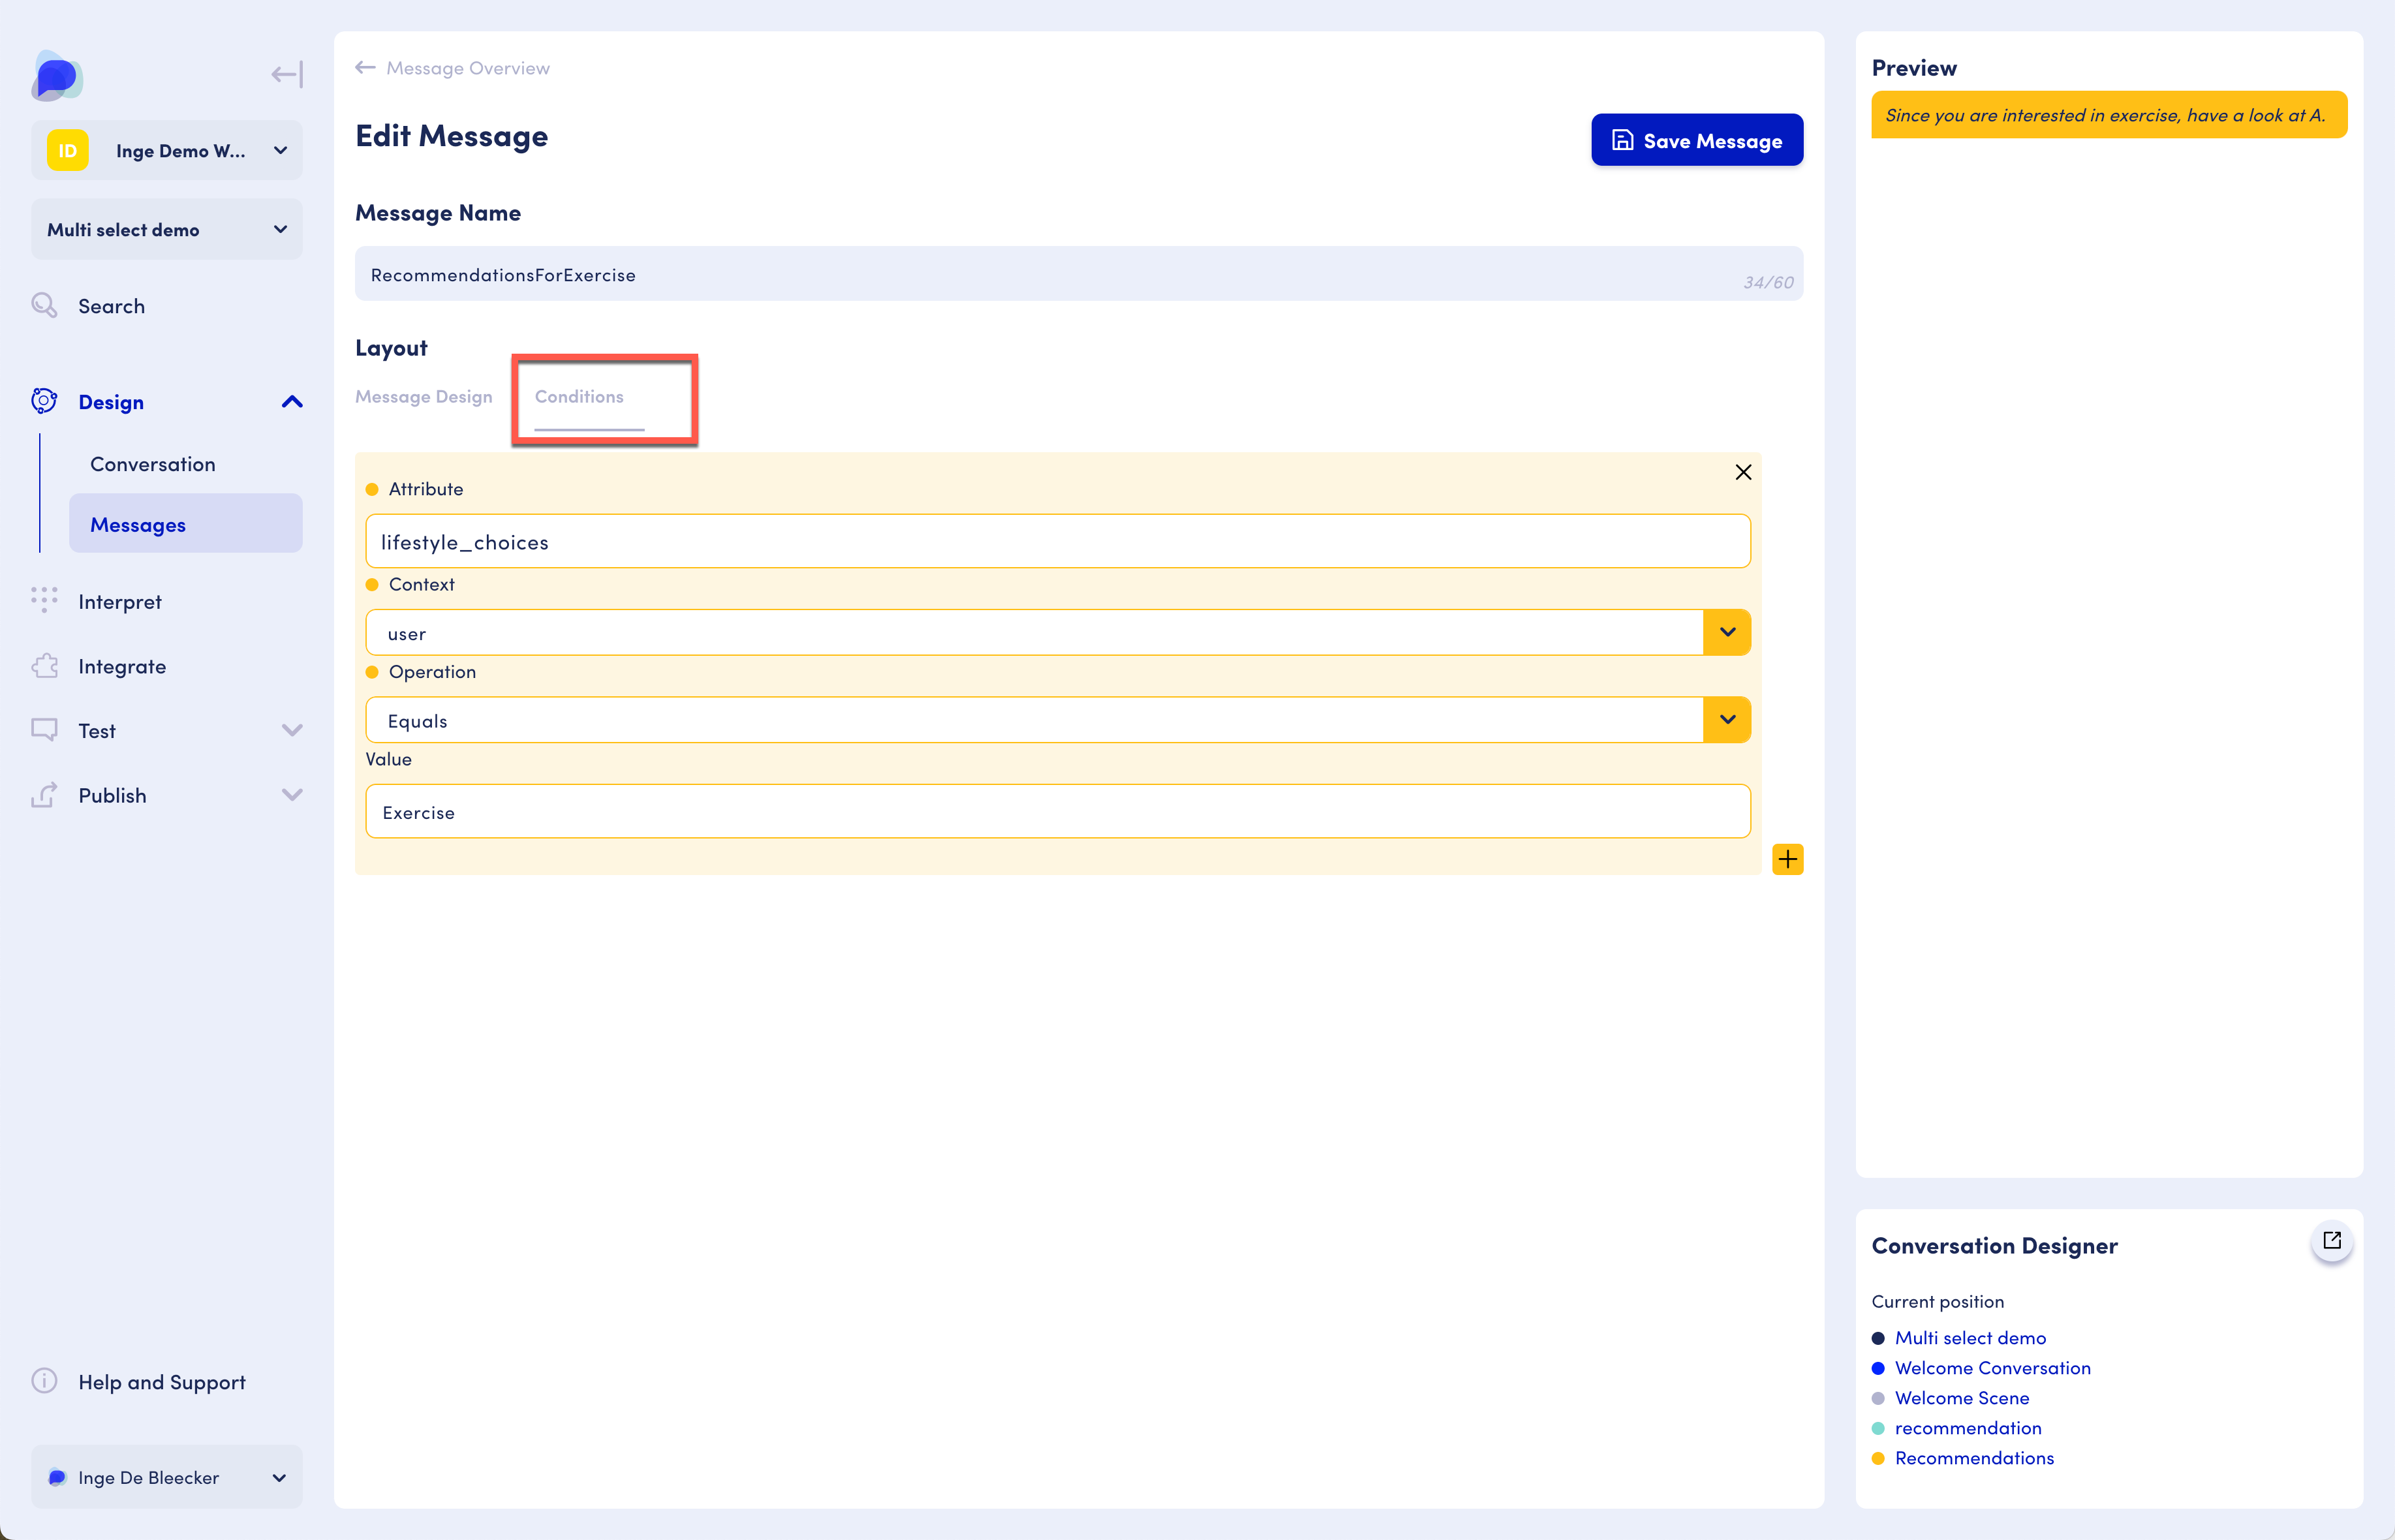 ID
Inge Demo W...
Multi select demo
Search
Design
Conversation
Messages
Interpret
Integrate
Test
Publish
Help and Support
Inge De Bleecker
Message Overview
Edit Message
Save Message
Message Name
RecommendationsForExercise
34/60
Layout
Message Design
Conditions
Attribute
lifestyle_choices
Context
user
Operation
Equals
Value
Exercise
Preview
Since you are interested in exercise, have a look at A.
Conversation Designer
Current position
Multi select demo
Welcome Conversation
Welcome Scene
recommendation
Recommendations